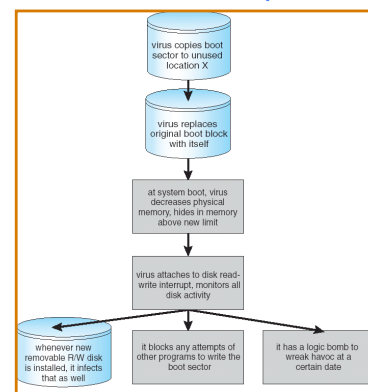 virus copies boot
sector to unused
location X
virus replaces
original boot block
with itself
at system boot, virus
decreases physical
memory, hides in memory
above new limit
virus attaches to disk read-
write interrupt, monitors all
disk activity
whenever new
removable R/W disk
is installed, it infects
that as well
it blocks any attempts of
other programs to write the
boot sector
it has a logic bomb to
wreak havoc at a
certain date